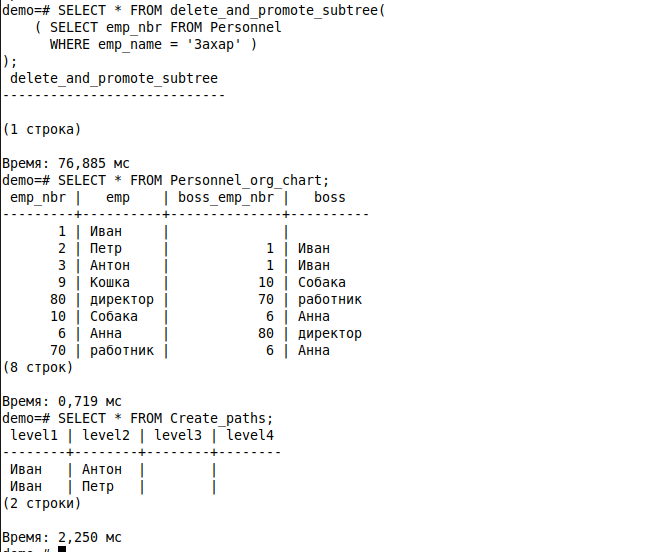 demo=# SELECT * FROM delete_and_promote_subtree(
    ( SELECT emp_nbr FROM Personnel
      WHERE emp_name = 'Захар' )
);
 delete_and_promote_subtree
----------------------------
(1 строка)
Время: 76,885 мс
demo=# SELECT * FROM Personnel_org_chart;
 emp_nbr |   emp    | boss_emp_nbr |   boss
---------+----------+--------------+----------
       1 | Иван     |              |
       2 | Петр     |            1 | Иван
       3 | Антон    |            1 | Иван
       9 | Кошка    |           10 | Собака
      80 | директор |           70 | работник
      10 | Собака   |            6 | Анна
       6 | Анна     |           80 | директор
      70 | работник |            6 | Анна
(8 строк)
Время: 0,719 мс
demo=# SELECT * FROM Create_paths;
 level1 | level2 | level3 | level4
--------+--------+--------+--------
 Иван   | Антон  |        |
 Иван   | Петр   |        |
(2 строки)
Время: 2,250 мс
demo=#